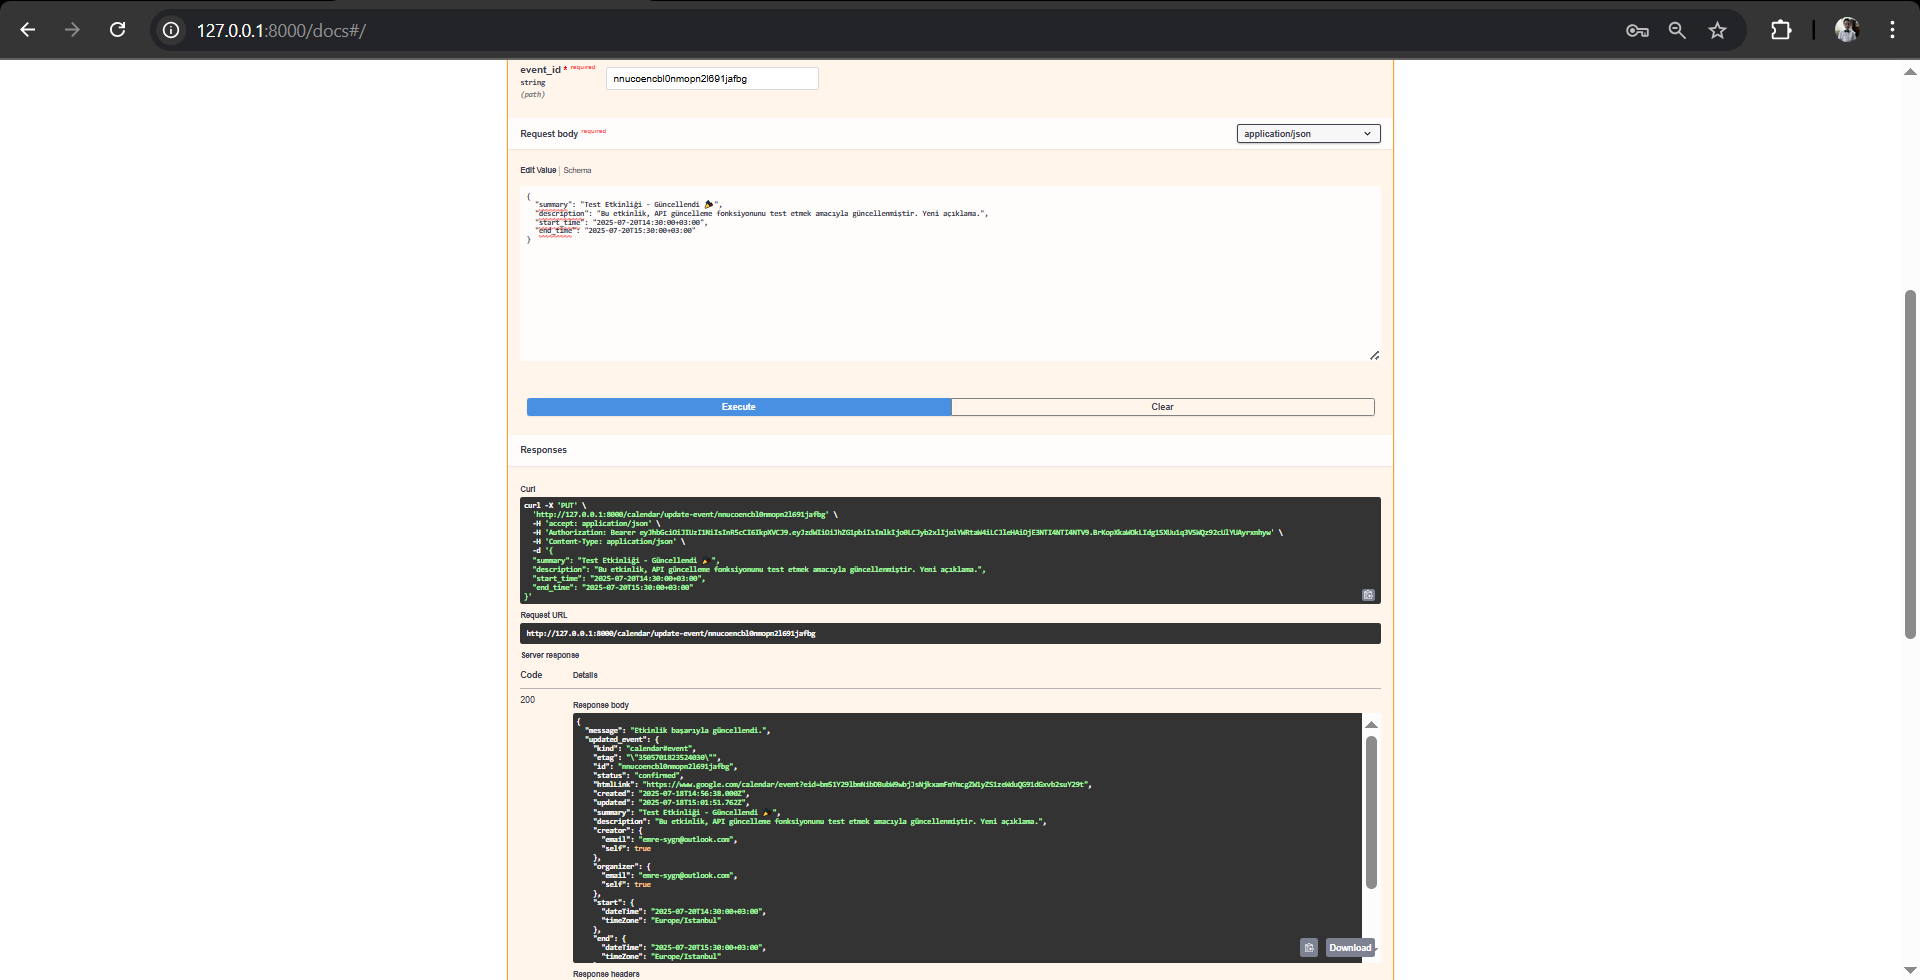 127.0.0.1:8000/docs#/
event_id * required
string
(path)
nnucoencbl0nmopn2l691jafbg
Request body required
application/json
Edit Value | Schema
{
"summary": "Test Etkinliği - Güncellendi 🎉",
"description": "Bu etkinlik, API güncelleme fonksiyonunu test etmek amacıyla güncellenmiştir. Yeni açıklama.",
"start_time": "2025-07-20T14:30:00+03:00",
"end_time": "2025-07-20T15:30:00+03:00"
}
Execute
Clear
Responses
Curl
curl -X 'PUT' \
'http://127.0.0.1:8000/calendar/update-event/nnucoencbl0nmopn2l691jafbg' \
-H 'accept: application/json' \
-H 'Authorization: Bearer \
-H 'Content-Type: application/json' \
-d '{
"summary": "Test Etkinliği - Güncellendi 🎉",
"description": "Bu etkinlik, API güncelleme fonksiyonunu test etmek amacıyla güncellenmiştir. Yeni açıklama.",
"start_time": "2025-07-20T14:30:00+03:00",
"end_time": "2025-07-20T15:30:00+03:00"
}'
Request URL
http://127.0.0.1:8000/calendar/update-event/nnucoencbl0nmopn2l691jafbg
Server response
Code
Details
200
Response body
{
"message": "Etkinlik başarıyla güncellendi.",
"updated_event": {
"kind": "calendar#event",
"etag": "\"3505701823524030\"",
"id": "nnucoencbl0nmopn2l691jafbg",
"status": "confirmed",
"htmlLink":
"created": "2025-07-18T14:56:38.000Z",
"updated": "2025-07-18T15:01:51.762Z",
"summary": "Test Etkinliği - Güncellendi 🎉",
"description": "Bu etkinlik, API güncelleme fonksiyonunu test etmek amacıyla güncellenmiştir. Yeni açıklama.",
"creator": {
"email": "emre-sygn@outlook.com",
"self": true
},
"organizer": {
"email": "emre-sygn@outlook.com",
"self": true
},
"start": {
"dateTime": "2025-07-20T14:30:00+03:00",
"timeZone": "Europe/Istanbul"
},
"end": {
"dateTime": "2025-07-20T15:30:00+03:00",
"timeZone": "Europe/Istanbul"
Download
Response headers